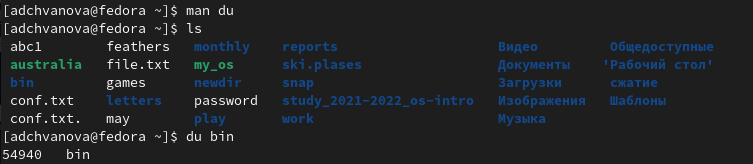 [adchvanova@fedora ~]$ man du
[adchvanova@fedora ~]$ ls
abc1 feathers monthly reports Видео Общедоступные
australia file.txt my_os ski.plases Документы 'Рабочий стол'
bin games newdir snap Загрузки сжатие
conf.txt letters password study_2021-2022_os-intro Изображения Шаблоны
conf.txt. may play work Музыка
[adchvanova@fedora ~]$ du bin
54940 bin